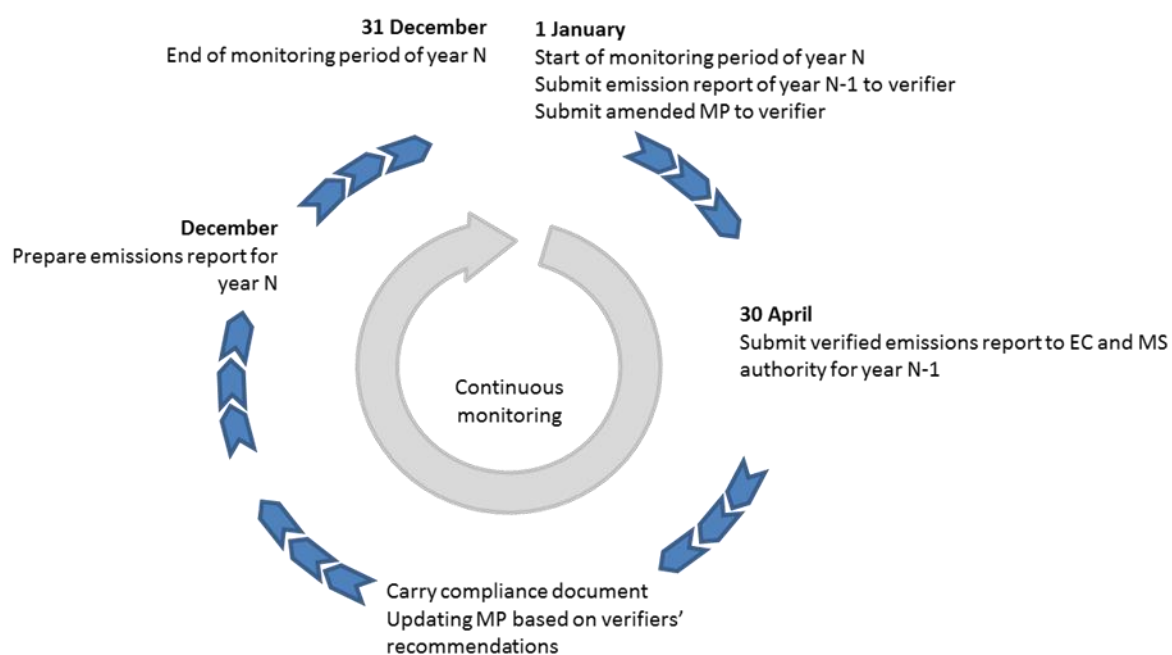 31 December
End of monitoring period of year N
1 January
Start of monitoring period of year N
Submit emission report of year N-1 to verifier
Submit amended MP to verifier
December
Prepare emissions report for
year N
30 April
Submit verified emissions report to EC and MS
authority for year N-1
Continuous
monitoring
Carry compliance document
Updating MP based on verifiers’
recommendations